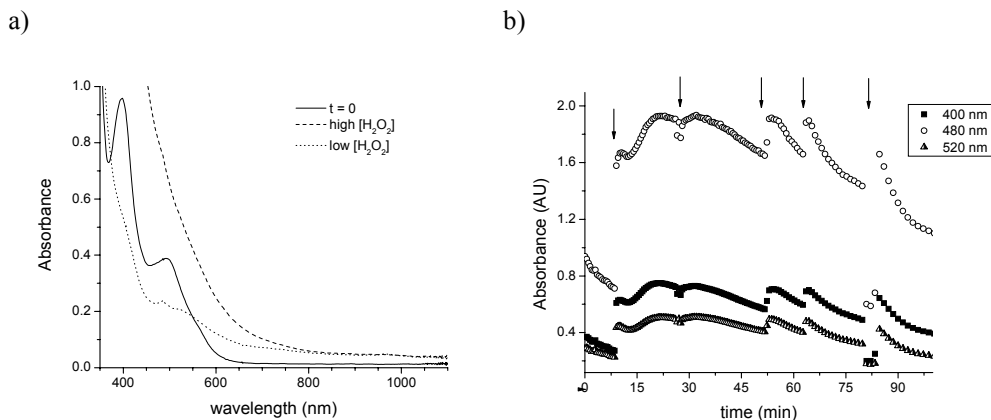 a)
b)
1.0
0.8
0.6
0.4
0.2
0.0
400
600
800
1000
Absorbance
wavelength (nm)
t = 0
high [H₂O₂]
low [H₂O₂]
2.0
1.6
1.2
0.8
0.4
0
15
30
45
60
75
90
Absorbance (AU)
time (min)
400 nm
480 nm
520 nm